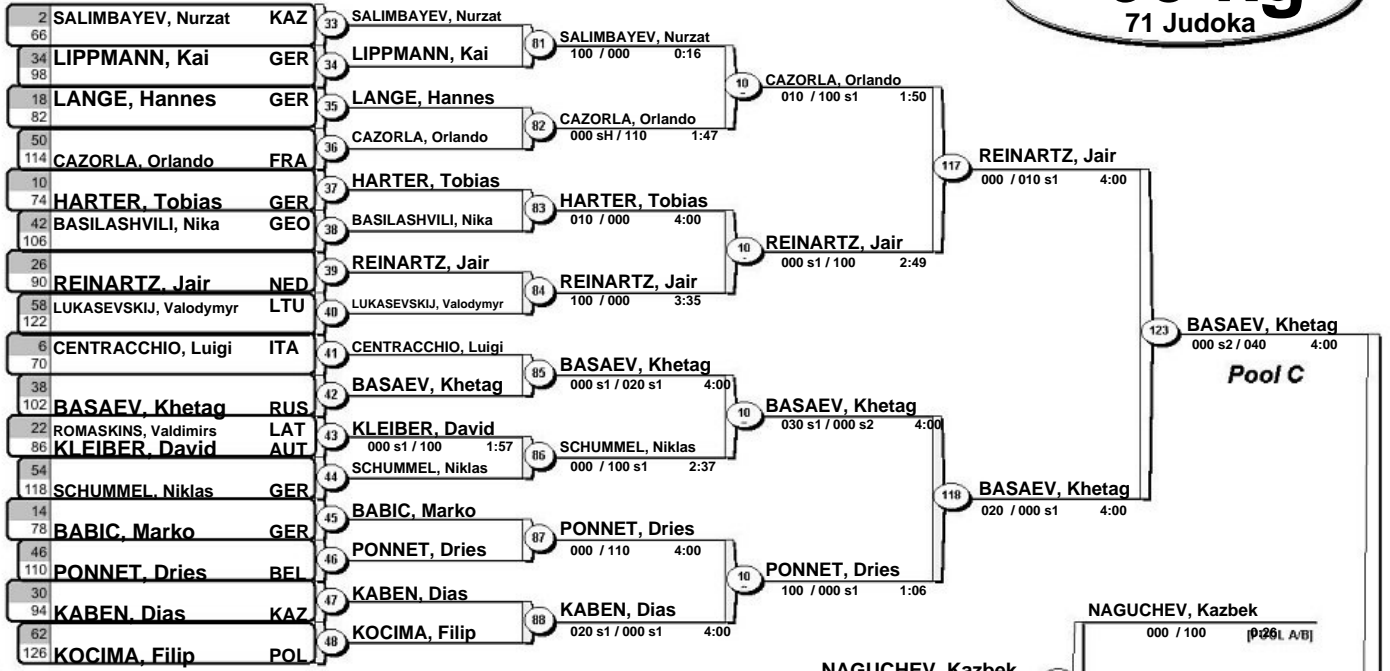 71 Judoka
2 SALIMBAYEV, Nurzat KAZ
66
34 LIPPMANN, Kai GER
98
18 LANGE, Hannes GER
82
50
114 CAZORLA, Orlando FRA
10
74 HARTER, Tobias GER
42 BASILASHVILI, Nika GEO
106
26
90 REINARTZ, Jair NED
58 LUKASEVSKIJ, Valodymyr LTU
122
6 CENTRACCHIO, Luigi ITA
70
38
102 BASAEV, Khetag RUS
22 ROMASKINS, Valdimirs LAT
86 KLEIBER, David AUT
54
118 SCHUMMEL, Niklas GER
14
78 BABIC, Marko GER
46
110 PONNET, Dries BEL
30
94 KABEN, Dias KAZ
62
126 KOCIMA, Filip POL
33 SALIMBAYEV, Nurzat
34 LIPPMANN, Kai
35 LANGE, Hannes
36 CAZORLA, Orlando
37 HARTER, Tobias
38 BASILASHVILI, Nika
39 REINARTZ, Jair
40 LUKASEVSKIJ, Valodymyr
41 CENTRACCHIO, Luigi
42 BASAEV, Khetag
43 KLEIBER, David
000 s1 / 100 1:57
44 SCHUMMEL, Niklas
45 BABIC, Marko
46 PONNET, Dries
47 KABEN, Dias
48 KOCIMA, Filip
81 SALIMBAYEV, Nurzat
100 / 000 0:16
82 CAZORLA, Orlando
000 sH / 110 1:47
83 HARTER, Tobias
010 / 000 4:00
84 REINARTZ, Jair
100 / 000 3:35
85 BASAEV, Khetag
000 s1 / 020 s1 4:00
86 SCHUMMEL, Niklas
000 / 100 s1 2:37
87 PONNET, Dries
000 / 110 4:00
88 KABEN, Dias
020 s1 / 000 s1 4:00
10 CAZORLA, Orlando
010 / 100 s1 1:50
10 REINARTZ, Jair
000 s1 / 100 2:49
10 BASAEV, Khetag
030 s1 / 000 s2 4:00
10 PONNET, Dries
100 / 000 s1 1:06
117 REINARTZ, Jair
000 / 010 s1 4:00
118 BASAEV, Khetag
020 / 000 s1 4:00
123 BASAEV, Khetag
000 s2 / 040 4:00
Pool C
NAGUCHEV, Kazbek
000 / 100 0:26
NAGUCHEV, Kazbek